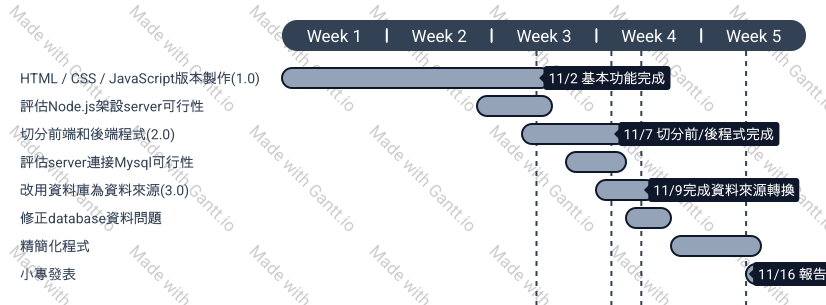 Week 1 Week 2 Week 3 Week 4 Week 5
HTML / CSS / JavaScript版本製作(1.0) 11/2 基本功能完成
評估Node.js架設server可行性
切分前端和後端程式(2.0) 11/7 切分前/後程式完成
評估server連接Mysql可行性
改用資料庫為資料來源(3.0) 11/9完成資料來源轉換
修正database資料問題
精簡化程式
小專發表 11/16 報告
Made with Gantt.io